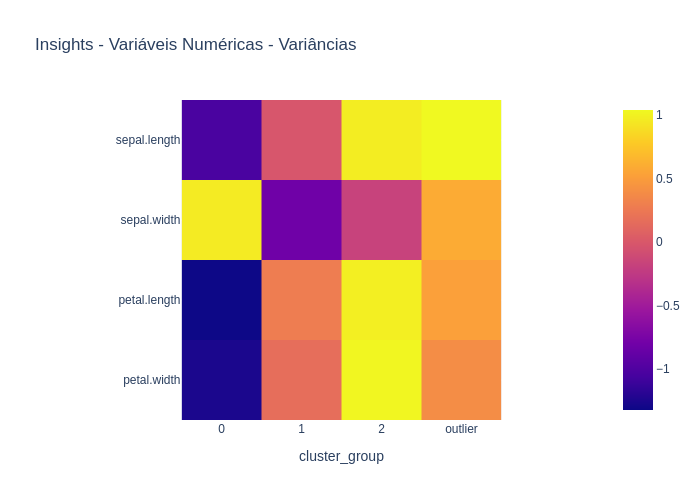 Insights - Variáveis Numéricas - Variâncias
sepal.length
sepal.width
petal.length
petal.width
0
1
2
outlier
cluster_group
1
0.5
0
−0.5
−1